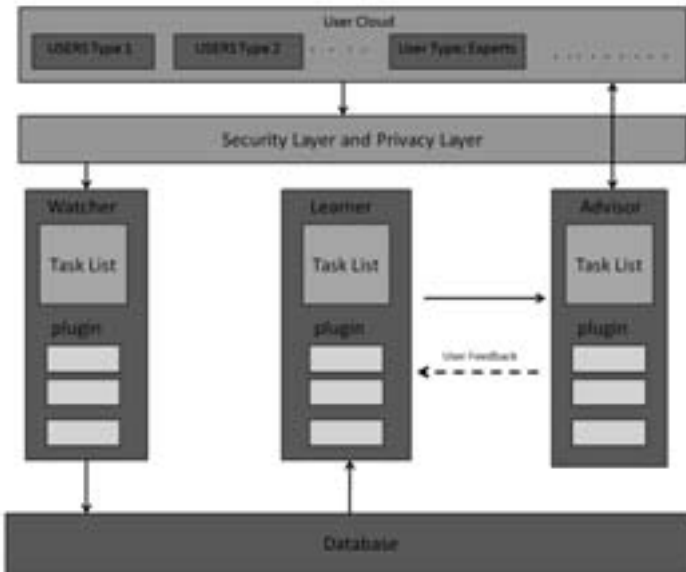 User Cloud
USERS Type 1
USERS Type 2
User Type: Experts
Security Layer and Privacy Layer
Watcher
Learner
Advisor
Task List
Task List
Task List
plugin
plugin
plugin
User Feedback
Database